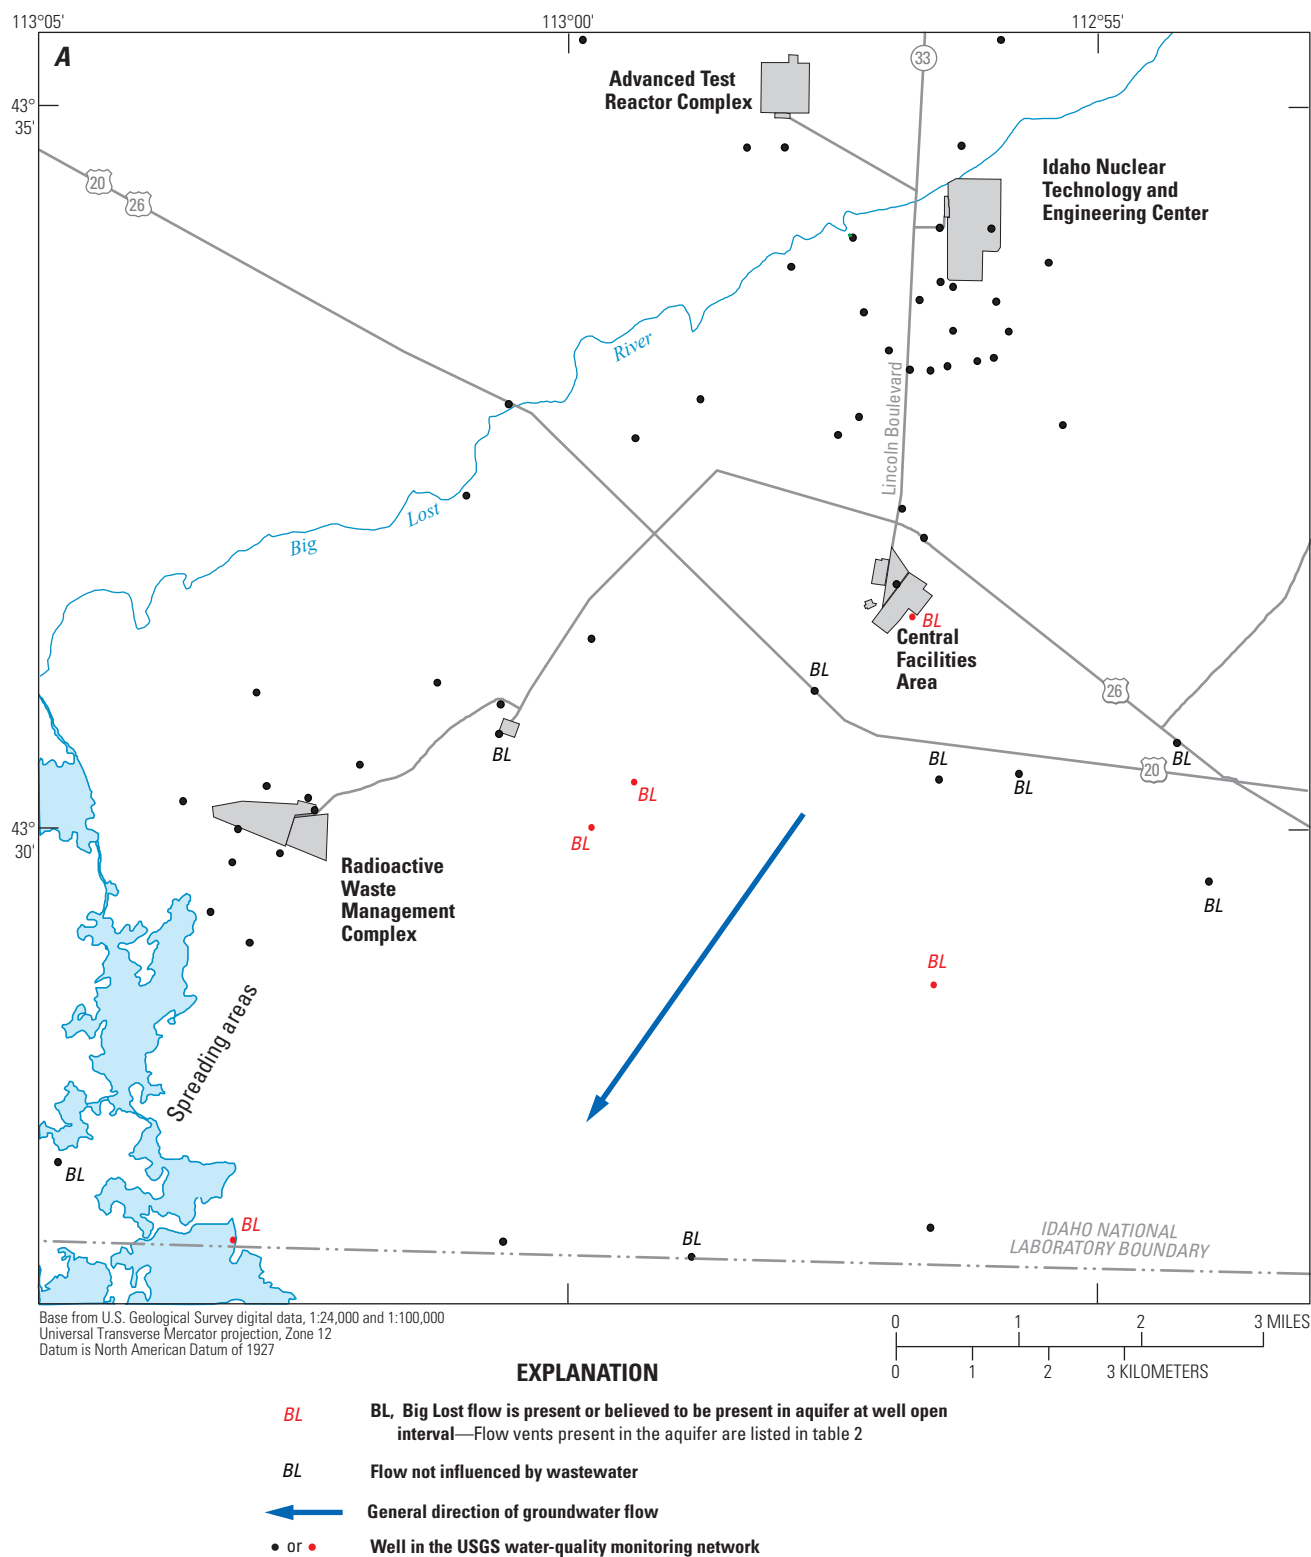 113°05'
113°00'
112°55'
A
33
Advanced Test
Reactor Complex
43°
35'
Idaho Nuclear
Technology and
Engineering Center
20
26
River
Lincoln Boulevard
Lost
Big
BL
Central
Facilities
Area
BL
26
BL
BL
BL
BL
20
BL
BL
43°
30'
Radioactive
Waste
Management
Complex
BL
BL
Spreading areas
BL
BL
BL
IDAHO NATIONAL
LABORATORY BOUNDARY
Base from U.S. Geological Survey digital data, 1:24,000 and 1:100,000
Universal Transverse Mercator projection, Zone 12
Datum is North American Datum of 1927
0 1 2 3 MILES
0 1 2 3 KILOMETERS
EXPLANATION
BL BL, Big Lost flow is present or believed to be present in aquifer at well open
interval—Flow vents present in the aquifer are listed in table 2
BL Flow not influenced by wastewater
General direction of groundwater flow
or Well in the USGS water-quality monitoring network